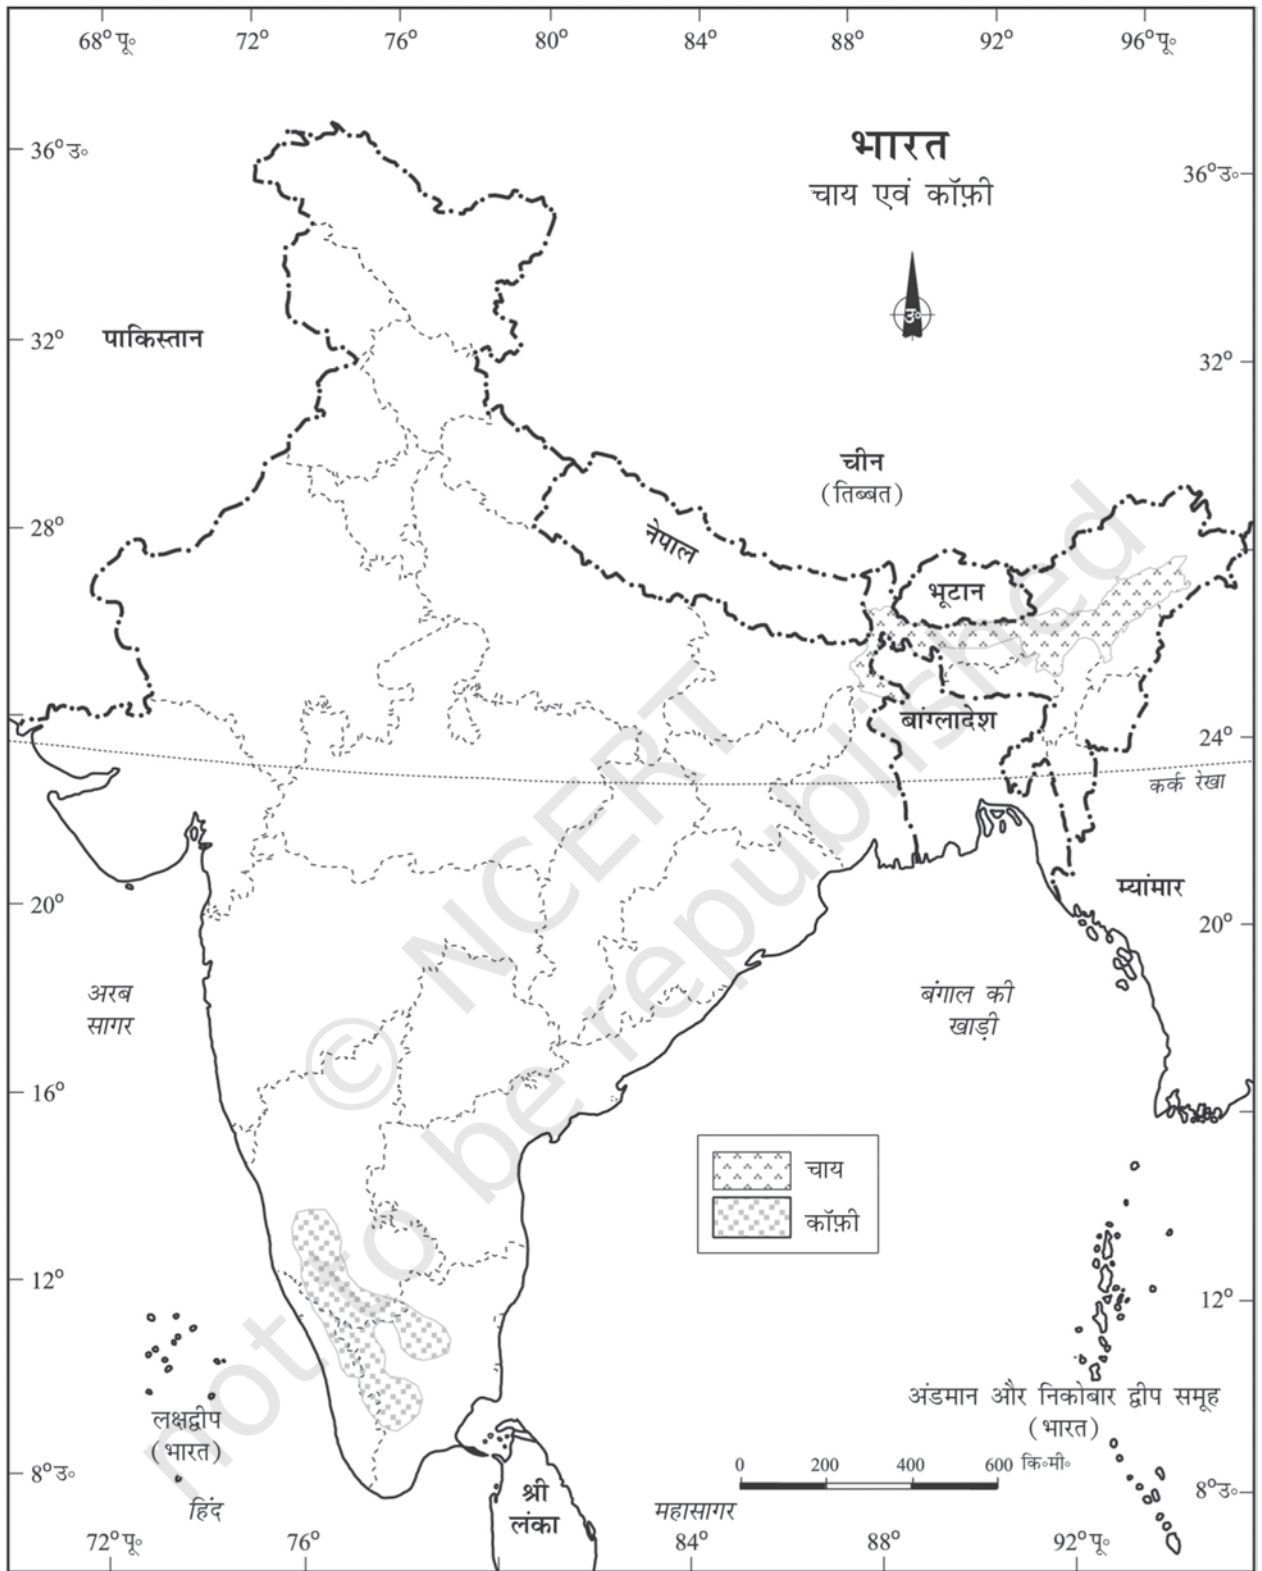 68°पू॰ 72° 76° 80° 84° 88° 92° 96°पू॰
भारत
चाय एवं कॉफ़ी
36°उ॰
36°उ॰
उ॰
पाकिस्तान
32°
32°
चीन
(तिब्बत)
28°
नेपाल
भूटान
बांग्लादेश
24°
कर्क रेखा
म्यांमार
20°
20°
अरब
सागर
बंगाल की
खाड़ी
16°
चाय
कॉफ़ी
12°
12°
अंडमान और निकोबार द्वीप समूह
(भारत)
लक्षद्वीप
(भारत)
8°उ॰
0 200 400 600 कि॰मी॰
8°उ॰
श्री
लंका
हिंद
महासागर
72°पू॰ 76° 84° 88° 92°पू॰
© NCERT
not to be republished